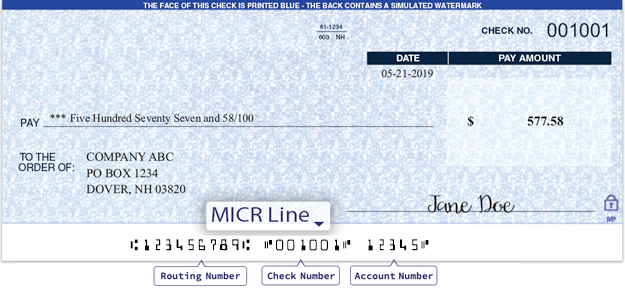 THE FACE OF THIS CHECK IS PRINTED BLUE - THE BACK CONTAINS A SIMULATED WATERMARK
61-1234
603 NH
CHECK NO. 001001
DATE PAY AMOUNT
05-21-2019
PAY *** Five Hundred Seventy Seven and 58/100 $ 577.58
TO THE
ORDER OF:
COMPANY ABC
PO BOX 1234
DOVER, NH 03820
Jane Doe
MP
MICR Line
⑆123456789⑆ ⑈001001⑈ 12345⑈
Routing Number Check Number Account Number